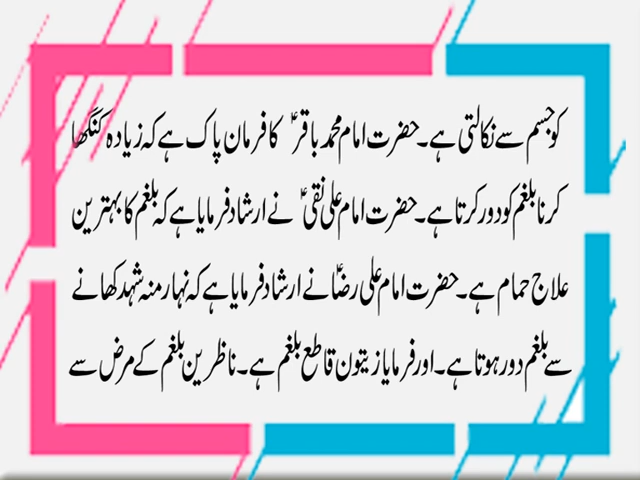 کو جسم سے نکالتی ہے۔ حضرت امام محمد باقرؑ کا فرمان پاک ہے کہ زیادہ کنگھا
کرنا بلغم کو دور کرتا ہے۔ حضرت امام علی نقیؑ نے ارشاد فرمایا ہے کہ بلغم کا بہترین
علاج حمام ہے۔ حضرت امام علی رضاؑ نے ارشاد فرمایا ہے کہ نہار منہ شہد کھانے
سے بلغم دور ہوتا ہے۔ اور فرمایا زیتون قاطع بلغم ہے۔ ناظرین بلغم کے مرض سے